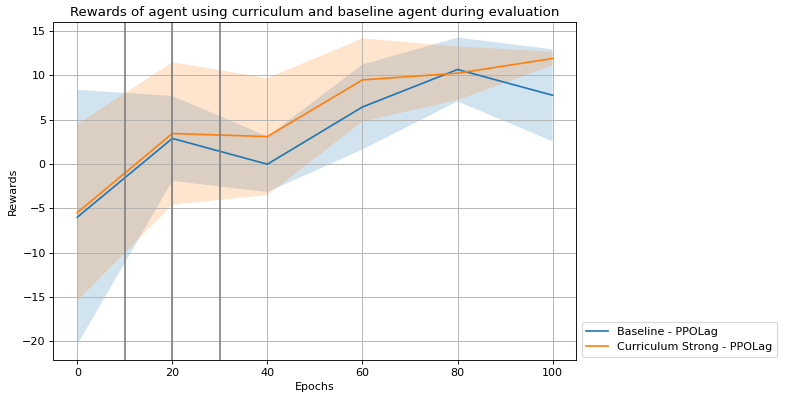 Rewards of agent using curriculum and baseline agent during evaluation
15
10
5
0
−5
−10
−15
−20
Rewards
0 20 40 60 80 100
Epochs
Baseline - PPOLag
Curriculum Strong - PPOLag